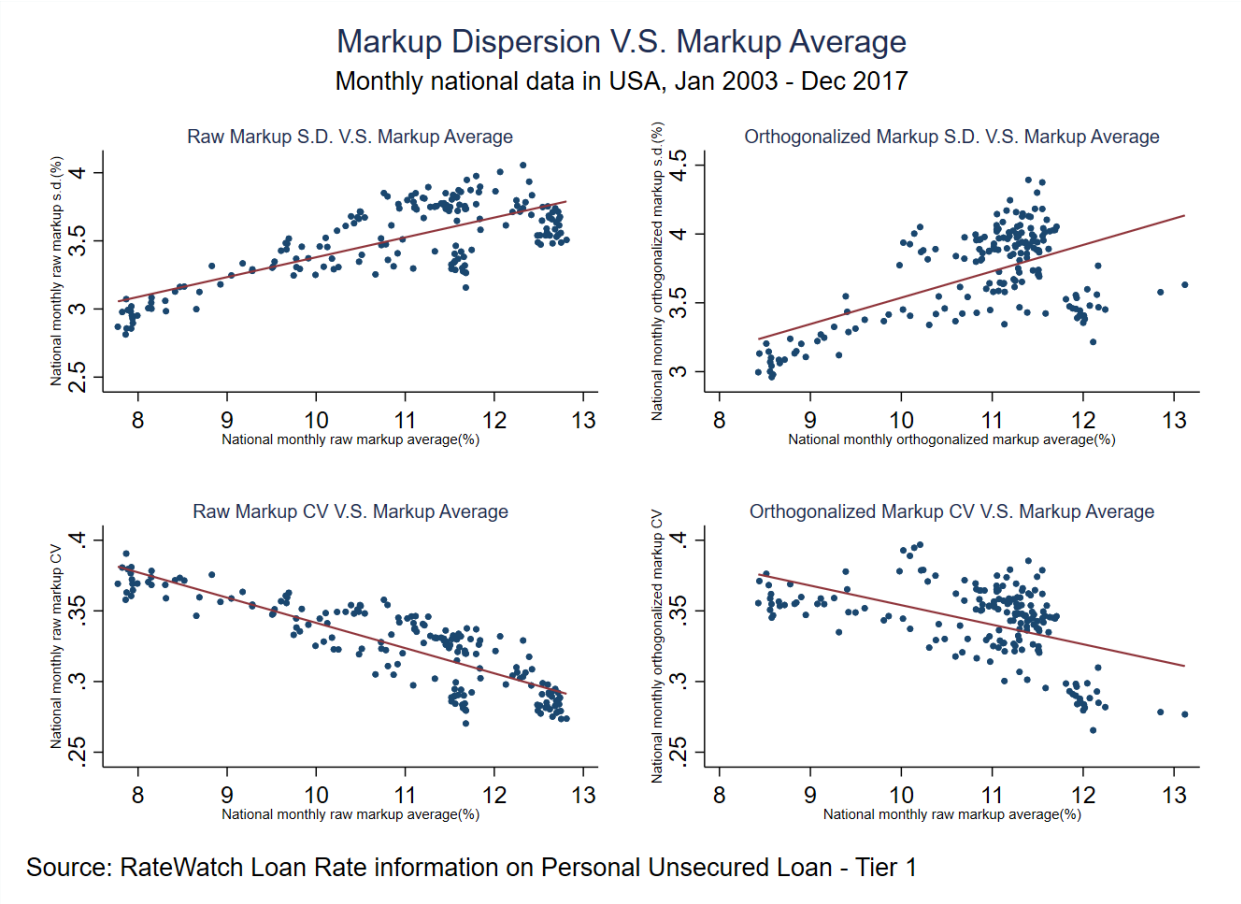 Markup Dispersion V.S. Markup Average
Monthly national data in USA, Jan 2003 - Dec 2017
Raw Markup S.D. V.S. Markup Average
National monthly raw markup s.d.(%)
4
3.5
3
2.5
8 9 10 11 12 13
National monthly raw markup average(%)
Orthogonalized Markup S.D. V.S. Markup Average
National monthly orthogonalized markup s.d.(%)
4.5
4
3.5
3
8 9 10 11 12 13
National monthly orthogonalized markup average(%)
Raw Markup CV V.S. Markup Average
National monthly raw markup CV
.4
.35
.3
.25
8 9 10 11 12 13
National monthly raw markup average(%)
Orthogonalized Markup CV V.S. Markup Average
National monthly orthogonalized markup CV
.4
.35
.3
.25
8 9 10 11 12 13
National monthly raw markup average(%)
Source: RateWatch Loan Rate information on Personal Unsecured Loan - Tier 1